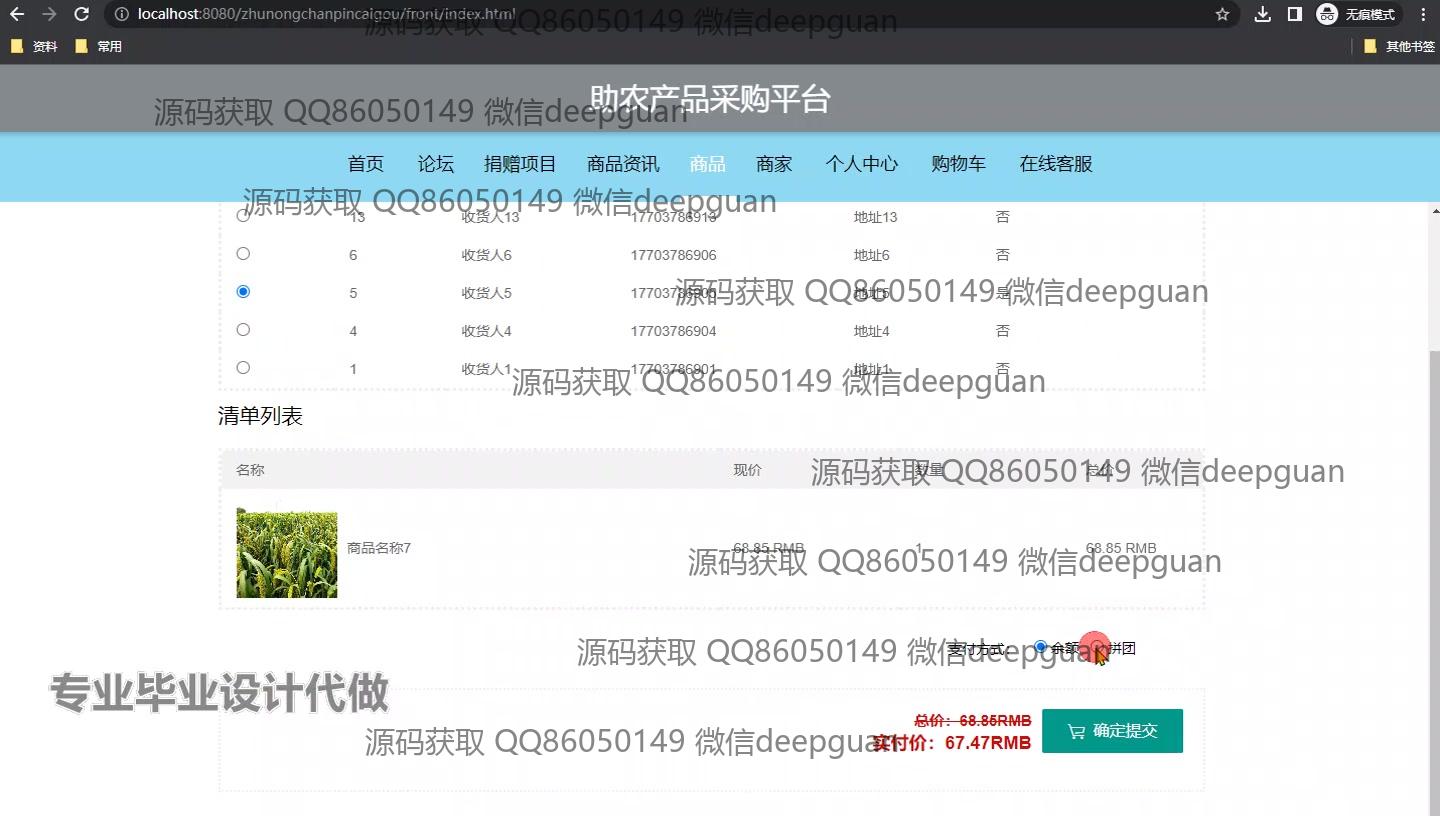 localhost:8080/zhunongchanpincaigou/front/index.html
无痕模式
资料
常用
其他书签
源码获取 QQ86050149 微信deepguan
助农产品采购平台
源码获取 QQ86050149 微信deepguan
首页 论坛 捐赠项目 商品资讯 商品 商家 个人中心 购物车 在线客服
源码获取 QQ86050149 微信deepguan
13 收货人13 17703786913 地址13 否
6 收货人6 17703786906 地址6 否
源码获取 QQ86050149 微信deepguan
5 收货人5 17703786905 地址5 是
4 收货人4 17703786904 地址4 否
1 收货人1 17703786901 地址1 否
源码获取 QQ86050149 微信deepguan
清单列表
名称 现价 数量 总价
源码获取 QQ86050149 微信deepguan
商品名称7 68.85 RMB 1 68.85 RMB
源码获取 QQ86050149 微信deepguan
支付方式: 余额 拼团
源码获取 QQ86050149 微信deepguan
专业毕业设计代做
总价：68.85RMB
实付价：67.47RMB
确定提交
源码获取 QQ86050149 微信deepguan